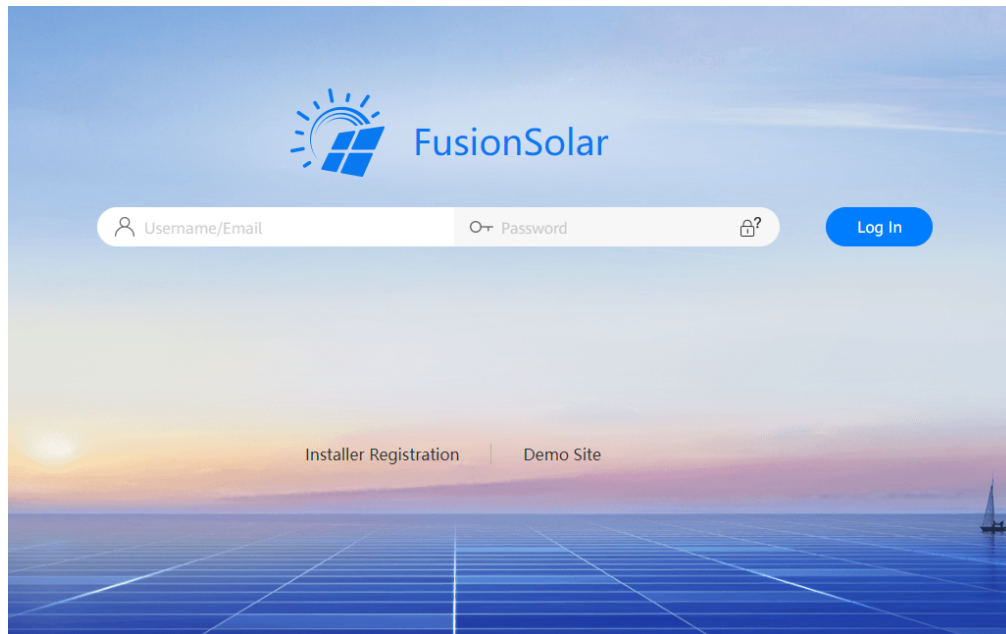 FusionSolar
Username/Email
Password
?
Log In
Installer Registration
Demo Site